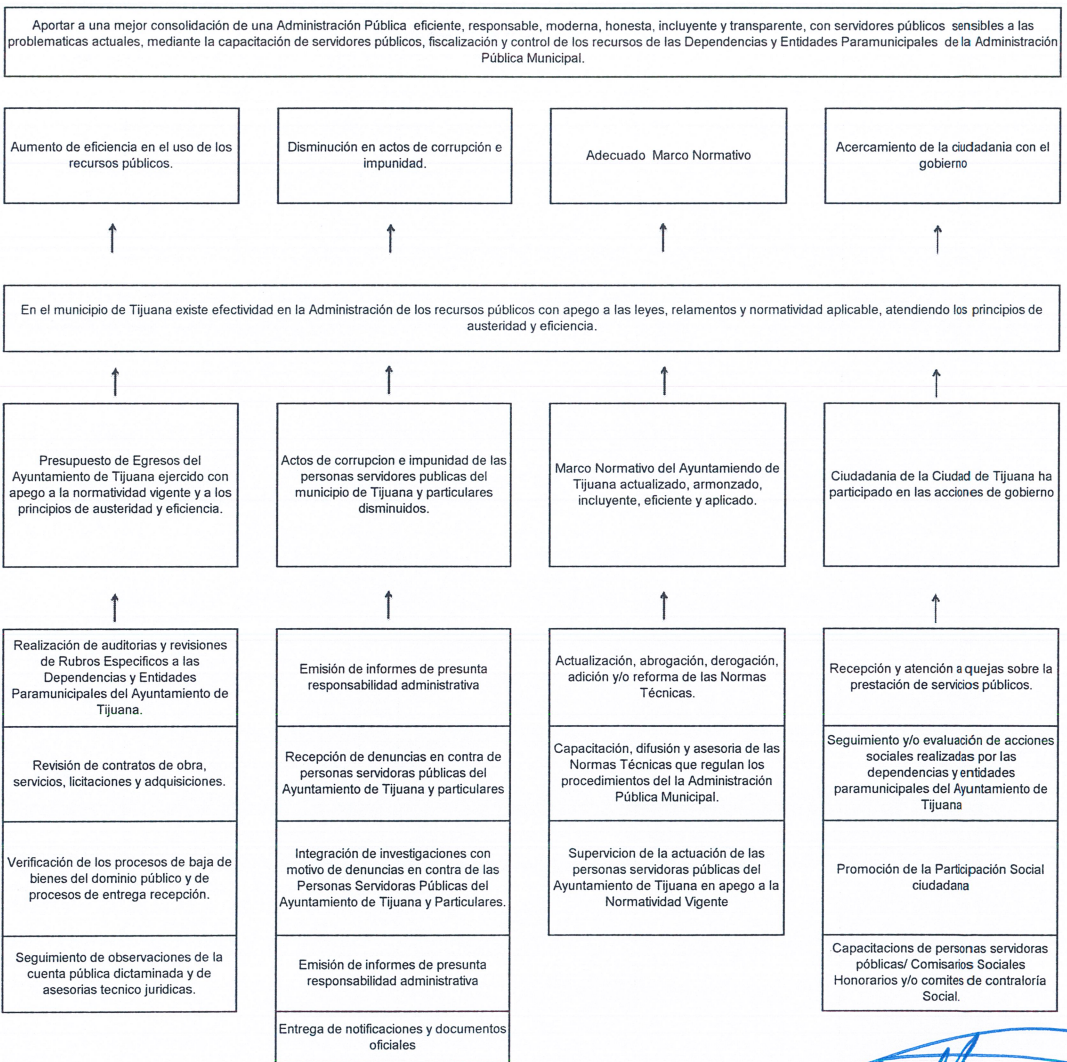 Aportar a una mejor consolidación de una Administración Pública eficiente, responsable, moderna, honesta, incluyente y transparente, con servidores públicos sensibles a las
problematicas actuales, mediante la capacitación de servidores públicos, fiscalización y control de los recursos de las Dependencias y Entidades Paramunicipales de la Administración
Pública Municipal.
Aumento de eficiencia en el uso de los
recursos públicos.
Disminución en actos de corrupción e
impunidad.
Adecuado Marco Normativo
Acercamiento de la ciudadania con el
gobierno
En el municipio de Tijuana existe efectividad en la Administración de los recursos públicos con apego a las leyes, relamentos y normatividad aplicable, atendiendo los principios de
austeridad y eficiencia.
Presupuesto de Egresos del
Ayuntamiento de Tijuana ejercido con
apego a la normatividad vigente y a los
principios de austeridad y eficiencia.
Actos de corrupcion e impunidad de las
personas servidoras publicas del
municipio de Tijuana y particulares
disminuidos.
Marco Normativo del Ayuntamiendo de
Tijuana actualizado, armonzado,
incluyente, eficiente y aplicado.
Ciudadania de la Ciudad de Tijuana ha
participado en las acciones de gobierno
Realización de auditorias y revisiones
de Rubros Especificos a las
Dependencias y Entidades
Paramunicipales del Ayuntamiento de
Tijuana.
Revisión de contratos de obra,
servicios, licitaciones y adquisiciones.
Verificación de los procesos de baja de
bienes del dominio público y de
procesos de entrega recepción.
Seguimiento de observaciones de la
cuenta pública dictaminada y de
asesorias tecnico juridicas.
Emisión de informes de presunta
responsabilidad administrativa
Recepción de denuncias en contra de
personas servidoras públicas del
Ayuntamiento de Tijuana y particulares
Integración de investigaciones con
motivo de denuncias en contra de las
Personas Servidoras Públicas del
Ayuntamiento de Tijuana y Particulares.
Emisión de informes de presunta
responsabilidad administrativa
Entrega de notificaciones y documentos
oficiales
Actualización, abrogación, derogación,
adición y/o reforma de las Normas
Técnicas.
Capacitación, difusión y asesoria de las
Normas Técnicas que regulan los
procedimientos del la Administración
Pública Municipal.
Supervicion de la actuación de las
personas servidoras públicas del
Ayuntamiento de Tijuana en apego a la
Normatividad Vigente
Recepción y atención a quejas sobre la
prestación de servicios públicos.
Seguimiento y/o evaluación de acciones
sociales realizadas por las
dependencias y entidades
paramunicipales del Ayuntamiento de
Tijuana
Promoción de la Participación Social
ciudadana
Capacitacions de personas servidoras
póblicas/ Comisarios Sociales
Honorarios y/o comites de contraloría
Social.